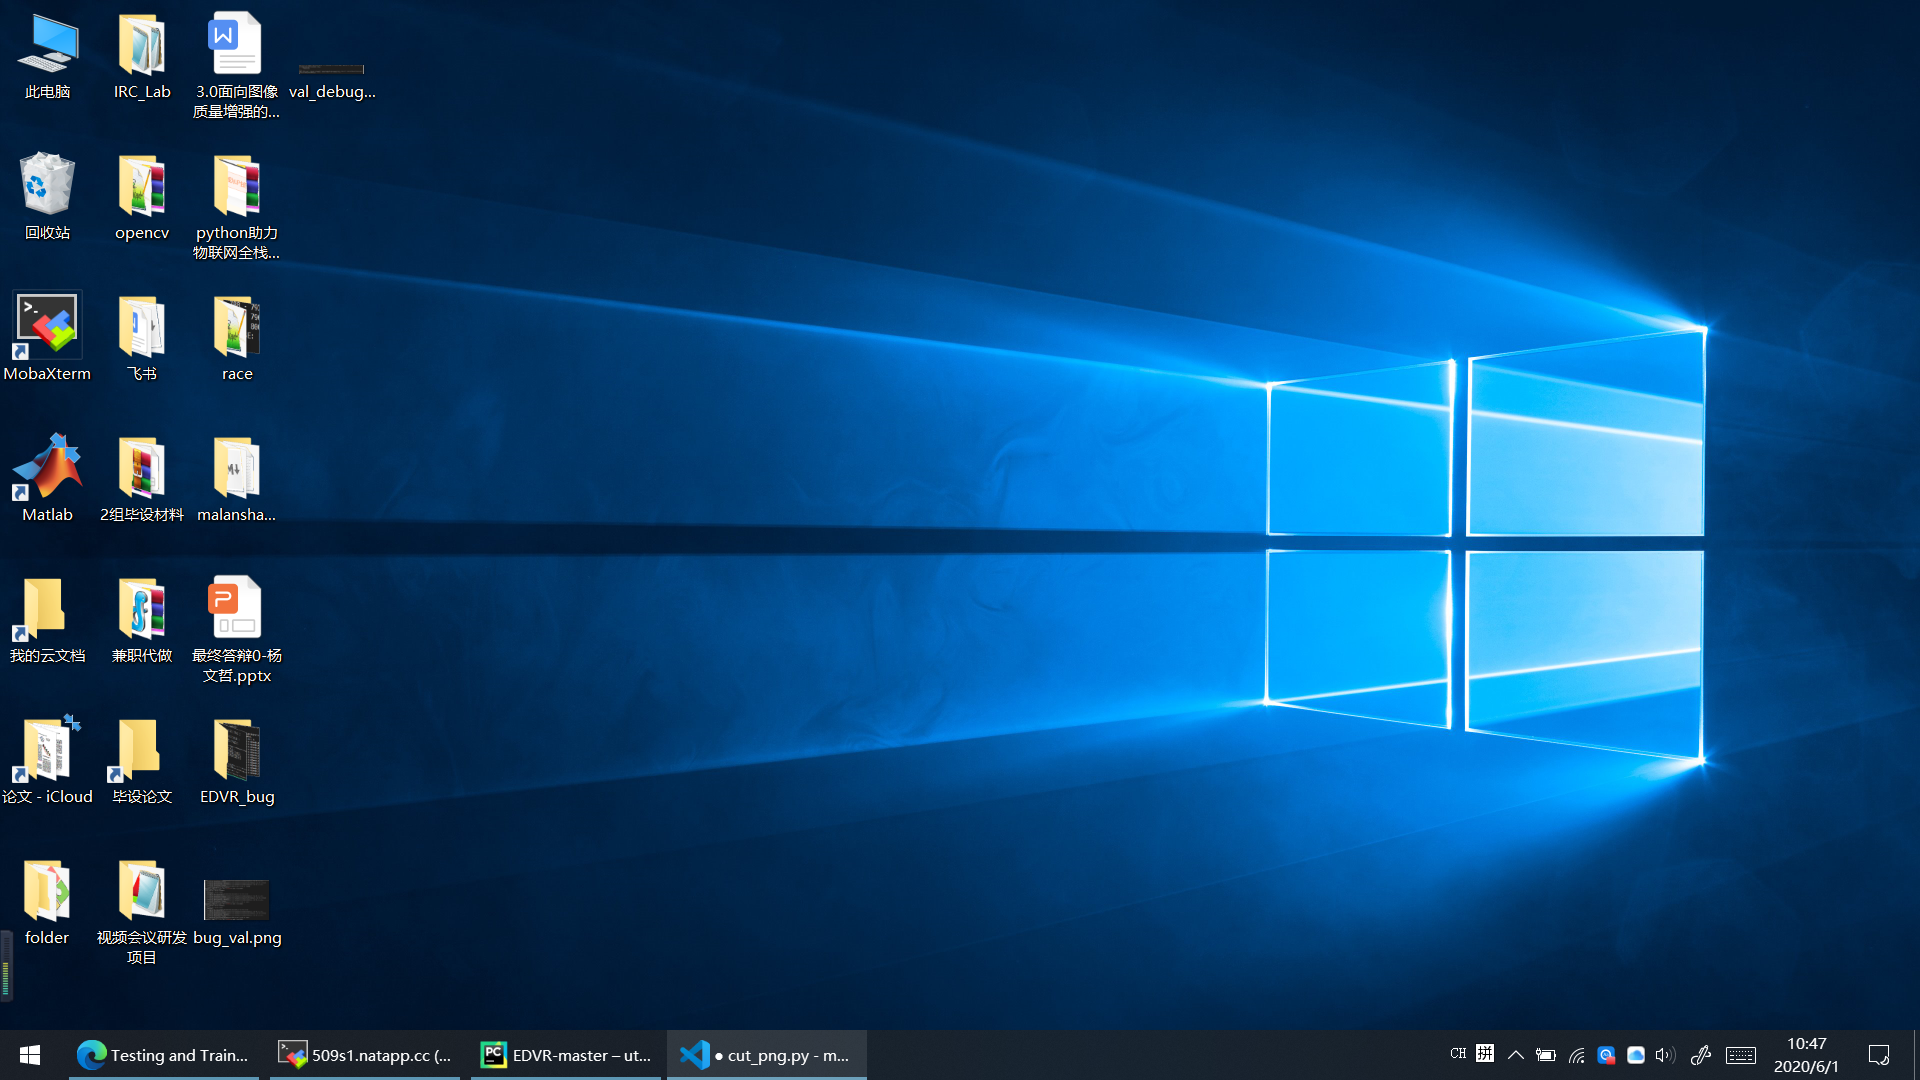 此电脑
IRC_Lab
3.0面向图像
质量增强的...
val_debug...
回收站
opencv
python助力
物联网全栈...
MobaXterm
飞书
race
Matlab
2组毕设材料
malansha...
我的云文档
兼职代做
最终答辩0-杨
文哲.pptx
论文 - iCloud
毕设论文
EDVR_bug
folder
视频会议研发
项目
bug_val.png
Testing and Train...
509s1.natapp.cc (...
EDVR-master – ut...
● cut_png.py - m...
CH
拼
10:47
2020/6/1